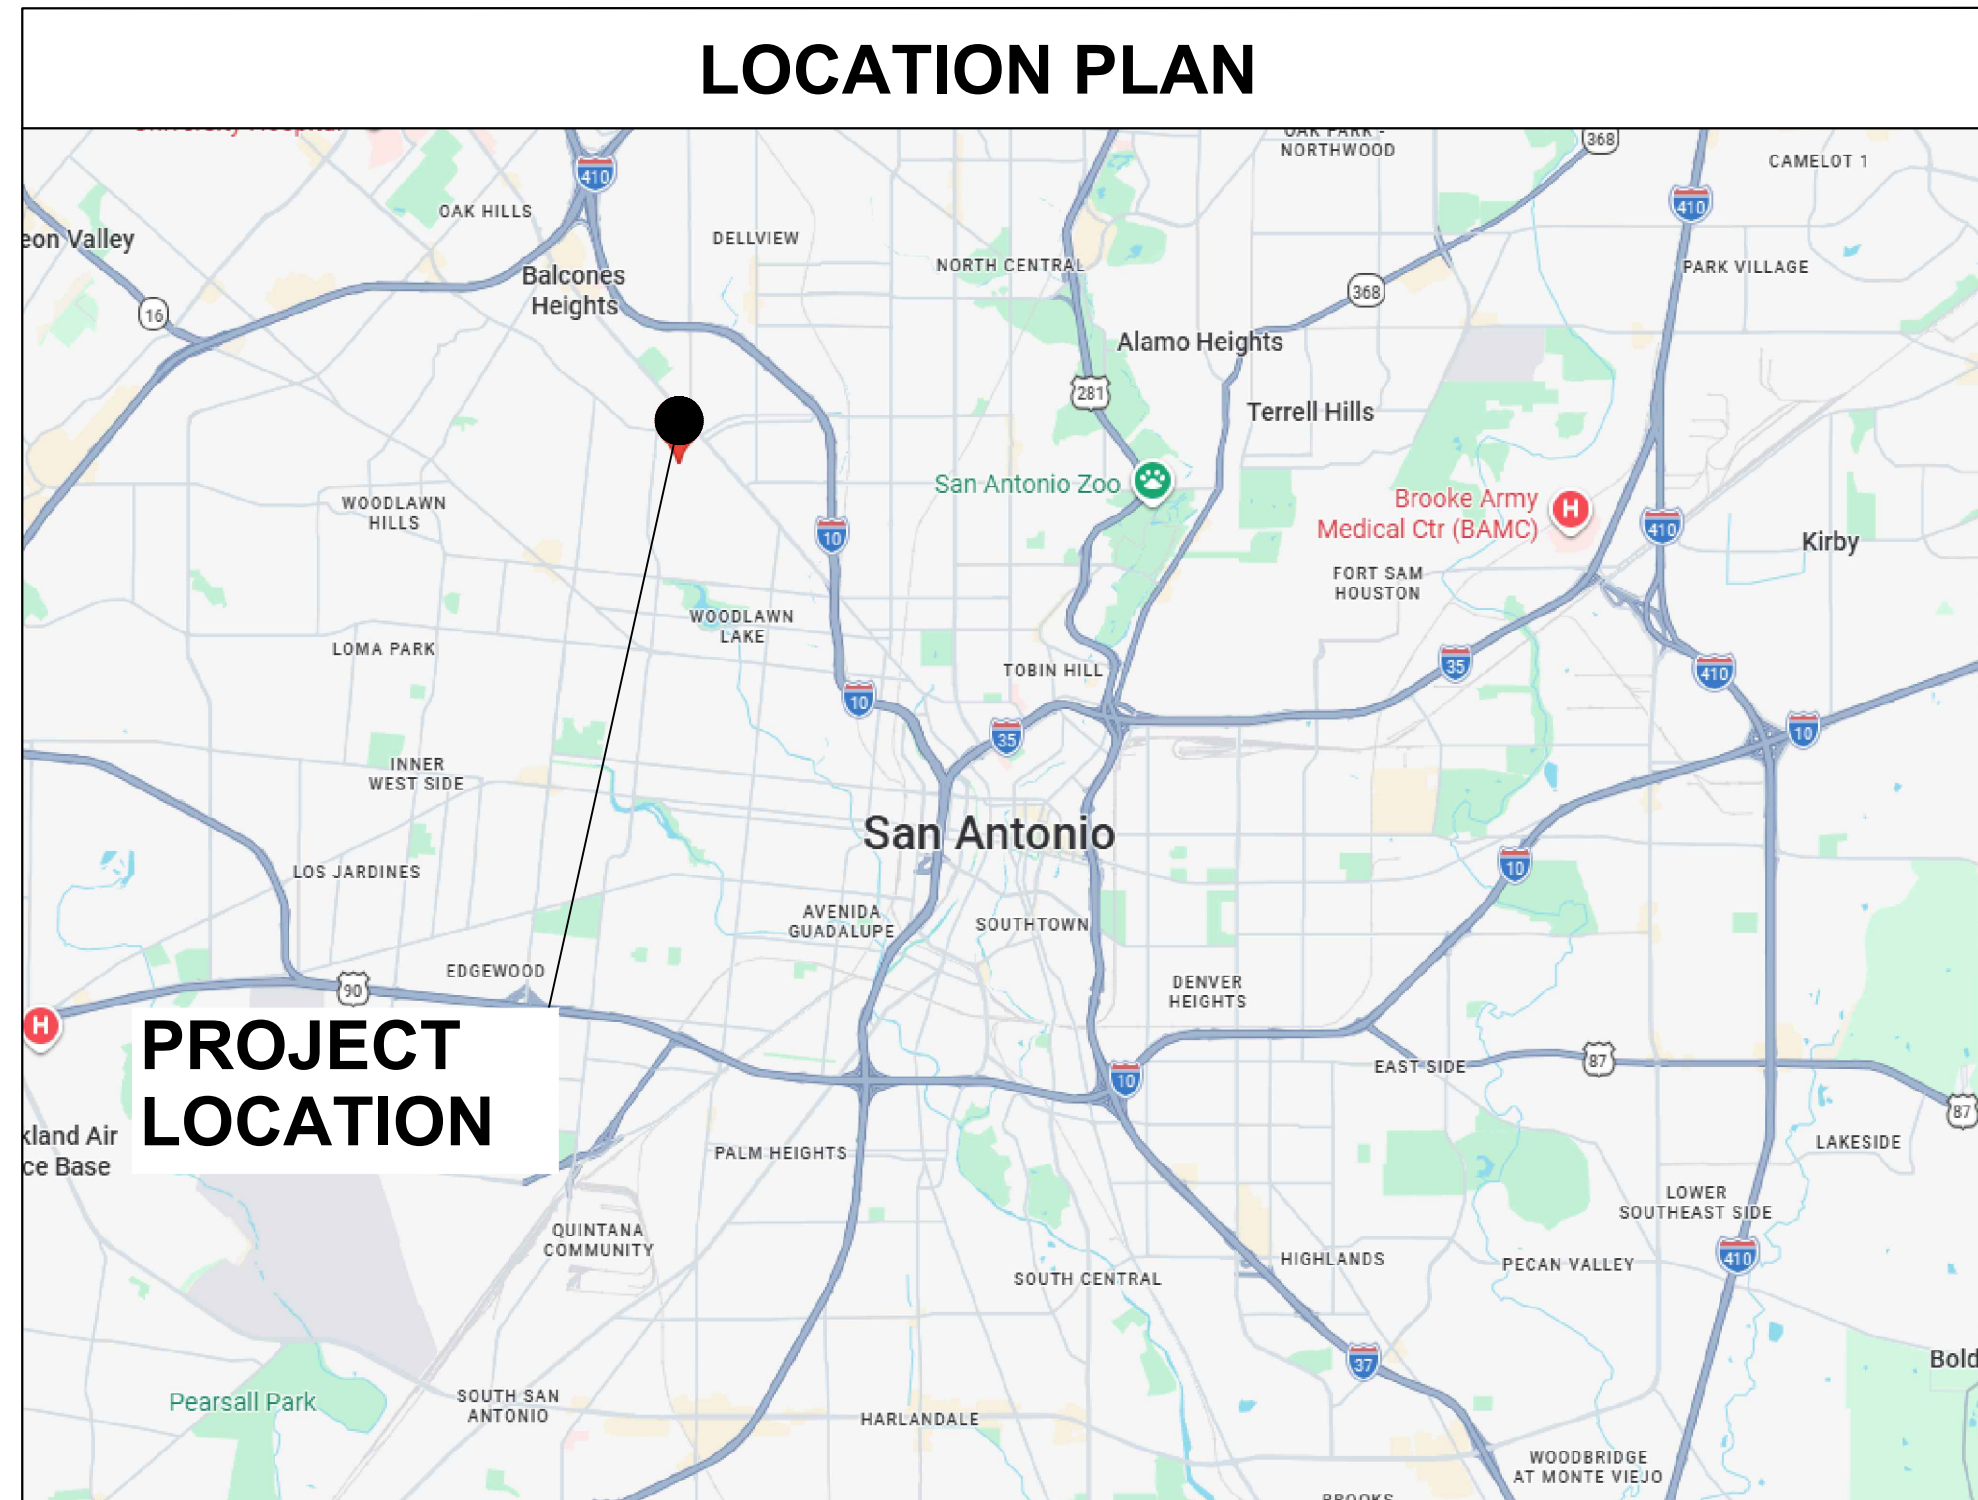 LOCATION PLAN
368
NORTHWOOD
CAMELOT 1
410
OAK HILLS
410
eon Valley
DELLVIEW
NORTH CENTRAL
PARK VILLAGE
Balcones
Heights
368
16
Alamo Heights
281
Terrell Hills
San Antonio Zoo
WOODLAWN
HILLS
Brooke Army
Medical Ctr (BAMC)
H
10
410
Kirby
FORT SAM
HOUSTON
WOODLAWN
LAKE
LOMA PARK
TOBIN HILL
35
410
10
35
10
INNER
WEST SIDE
San Antonio
10
LOS JARDINES
AVENIDA
GUADALUPE
SOUTHTOWN
EDGEWOOD
90
DENVER
HEIGHTS
H
PROJECT
LOCATION
EAST SIDE
87
10
87
kland Air
ce Base
PALM HEIGHTS
LAKESIDE
LOWER
SOUTHEAST SIDE
QUINTANA
COMMUNITY
HIGHLANDS
PECAN VALLEY
410
SOUTH CENTRAL
37
Bold
Pearsall Park
SOUTH SAN
ANTONIO
HARLANDALE
WOODBRIDGE
AT MONTE VIEJO